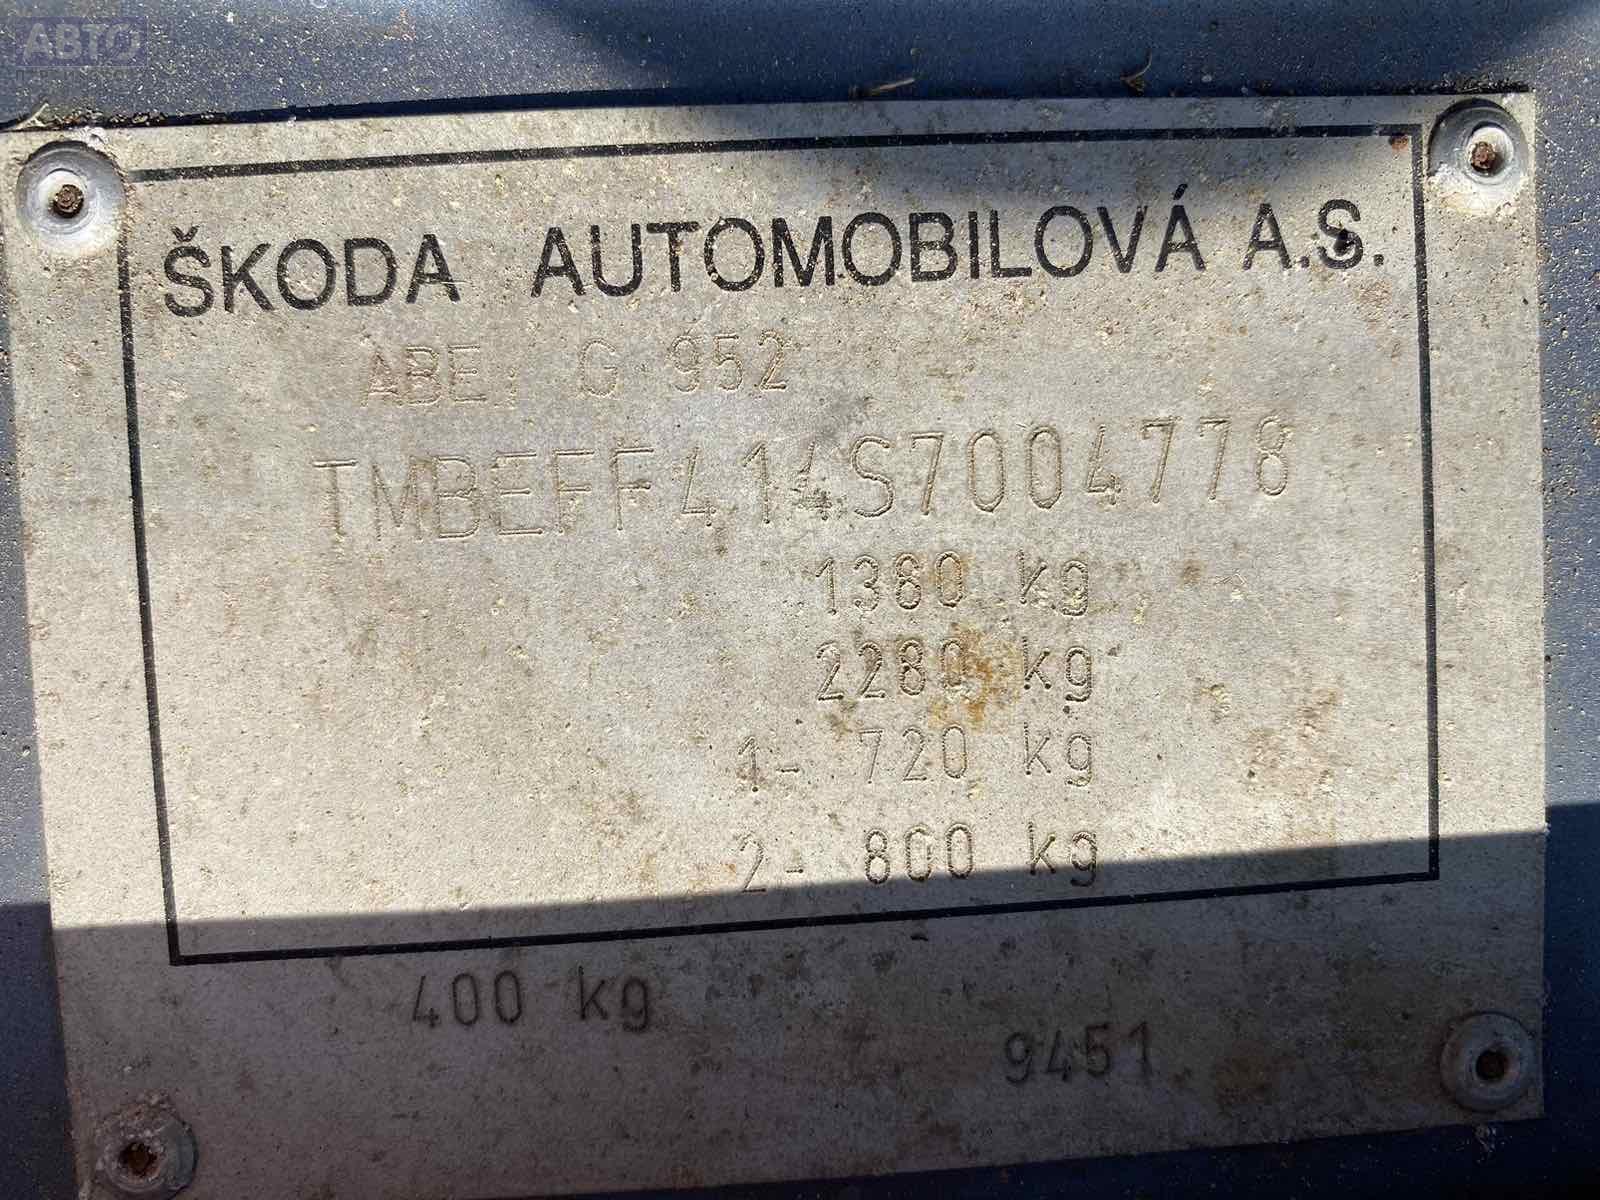 АВТО
ŠKODA AUTOMOBILOVÁ A.S.
ABE, G 952
TMBEFF414S7004778
1380 kg
2280 kg
1- 720 kg
2- 800 kg
400 kg
9451